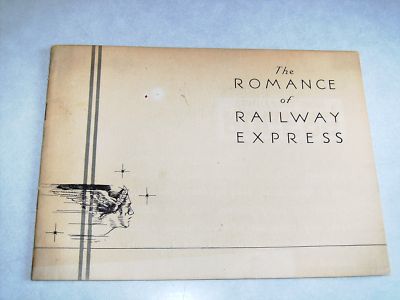 The
ROMANCE
of
RAILWAY
EXPRESS